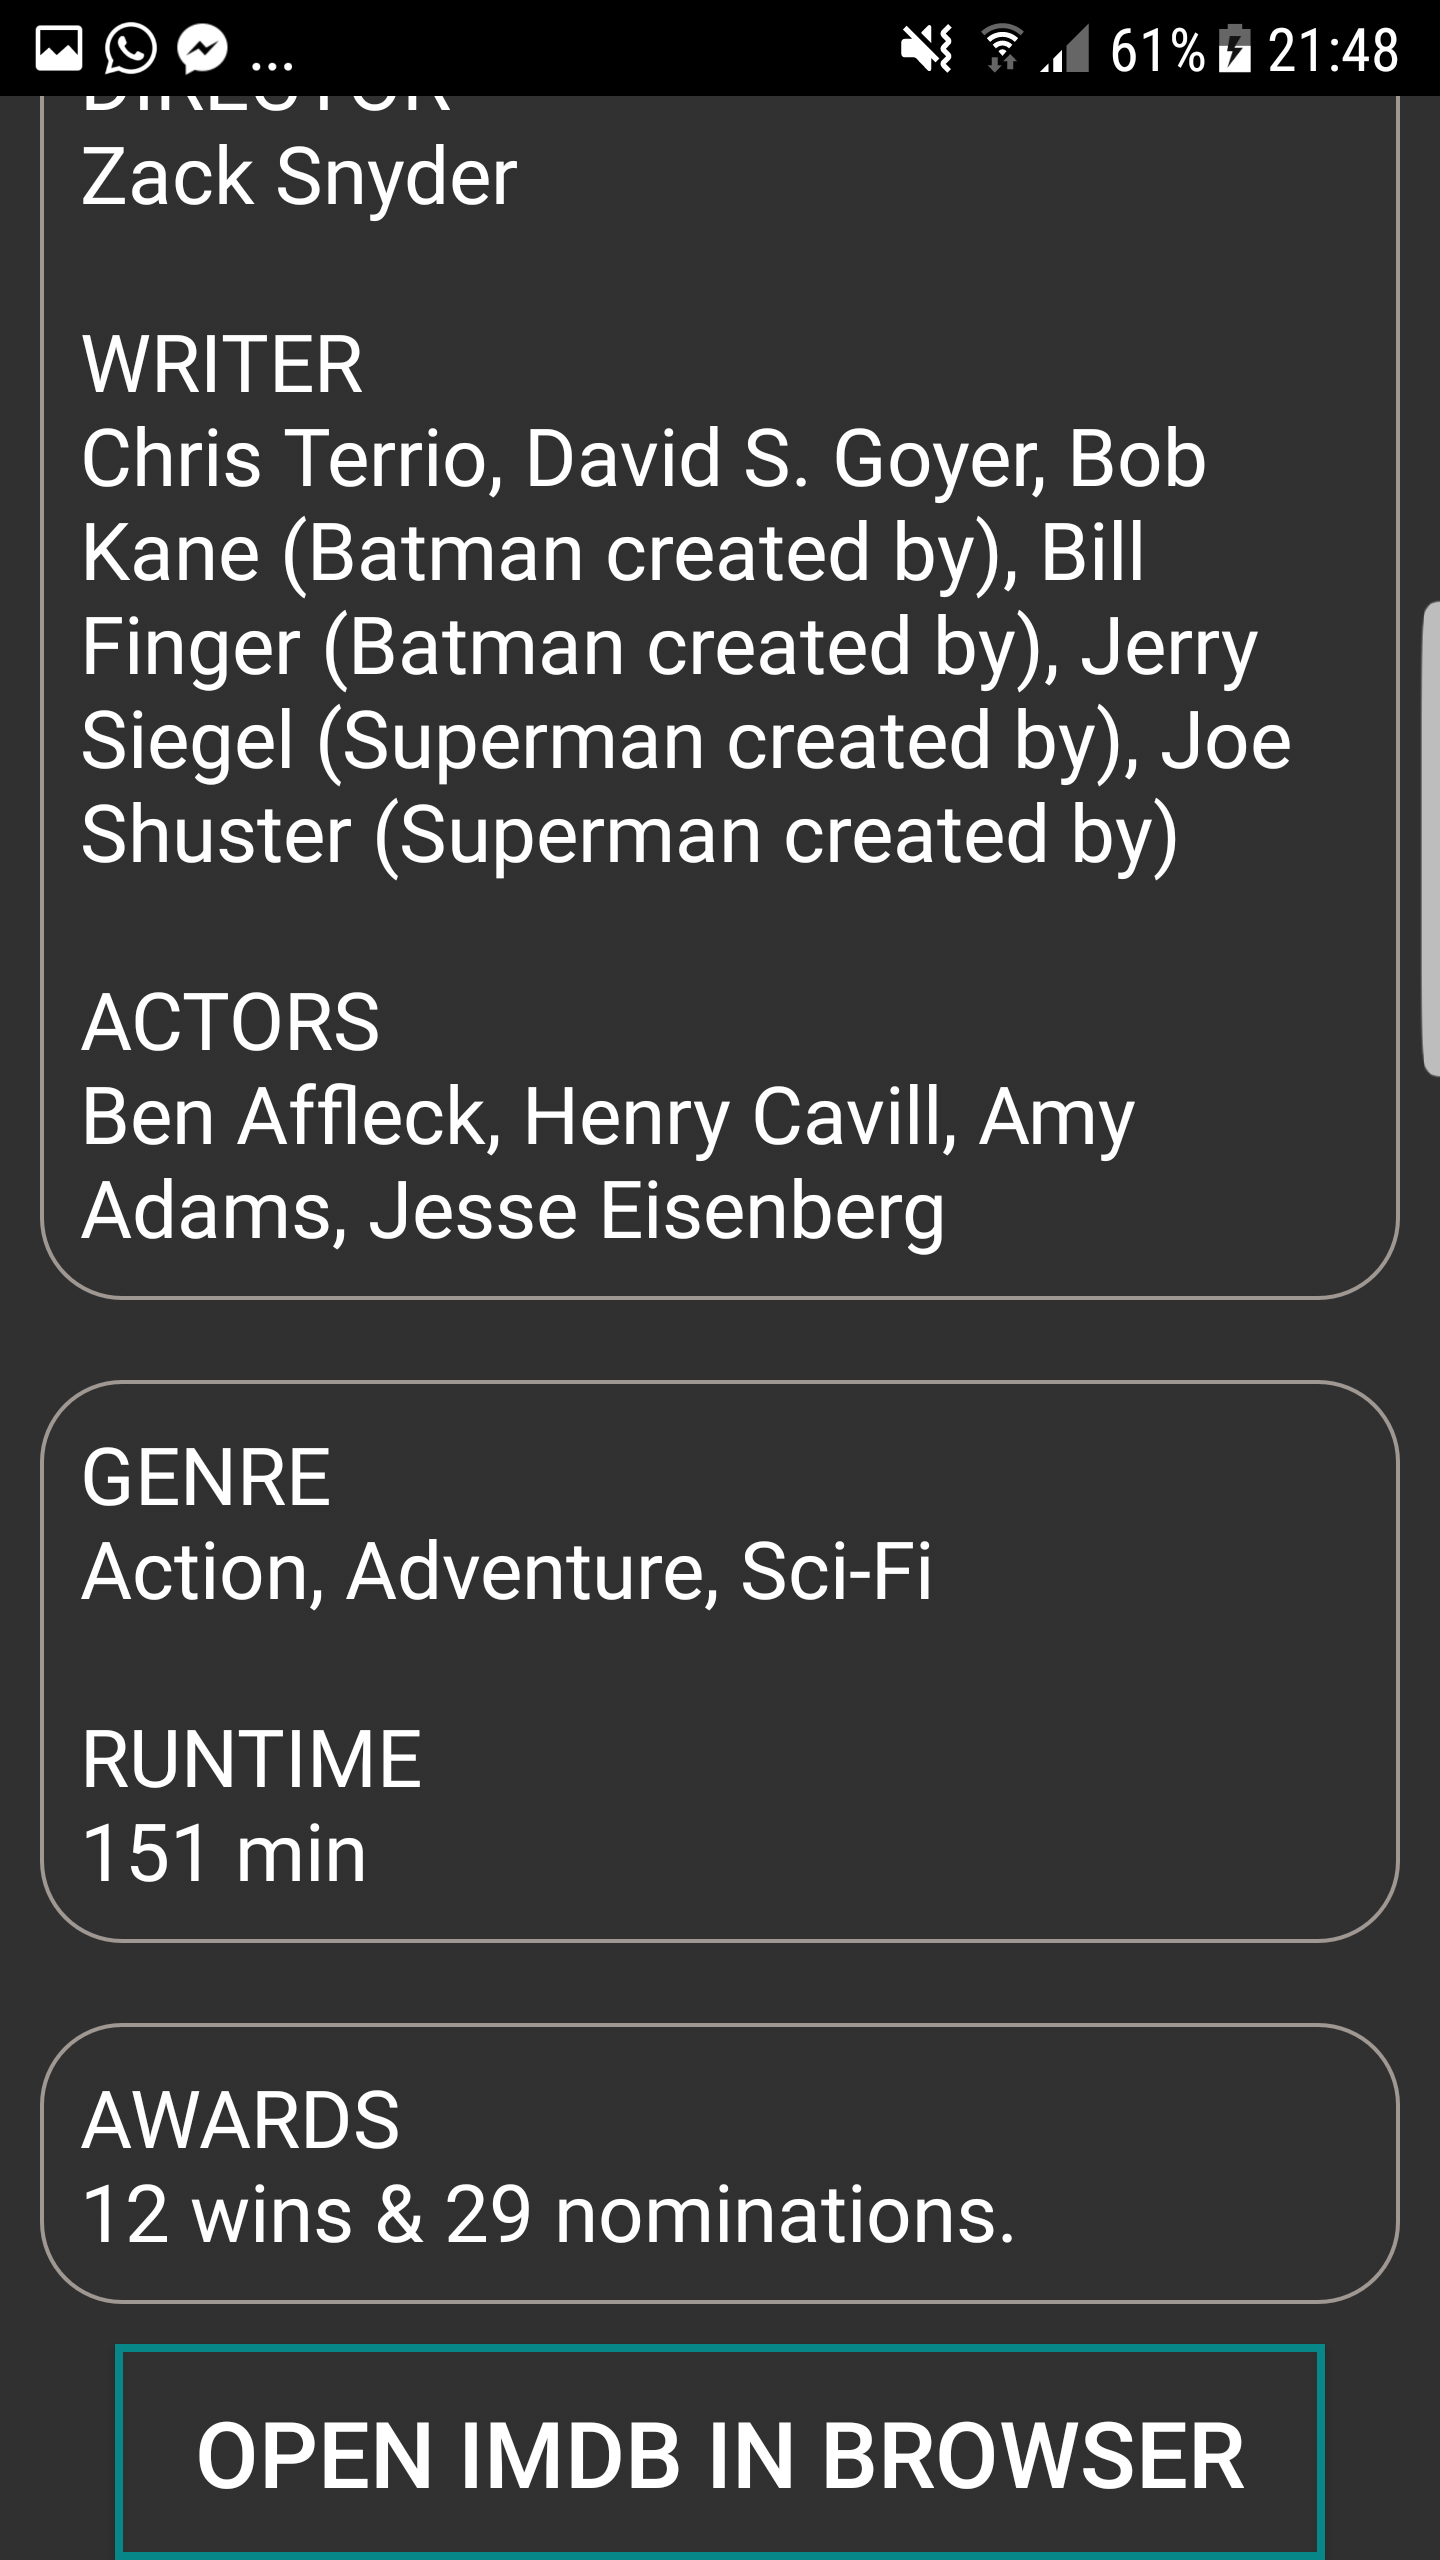 61% 21:48
DIRECTOR
Zack Snyder
WRITER
Chris Terrio, David S. Goyer, Bob
Kane (Batman created by), Bill
Finger (Batman created by), Jerry
Siegel (Superman created by), Joe
Shuster (Superman created by)
ACTORS
Ben Affleck, Henry Cavill, Amy
Adams, Jesse Eisenberg
GENRE
Action, Adventure, Sci-Fi
RUNTIME
151 min
AWARDS
12 wins & 29 nominations.
OPEN IMDB IN BROWSER